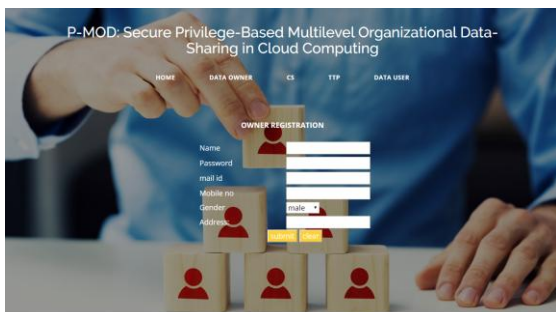 P-MOD: Secure Privilege-Based Multilevel Organizational Data-
Sharing in Cloud Computing
HOME DATA OWNER CS TTP DATA USER
OWNER REGISTRATION
Name
Password
mail id
Mobile no
Gender: male
Address:
submit clear